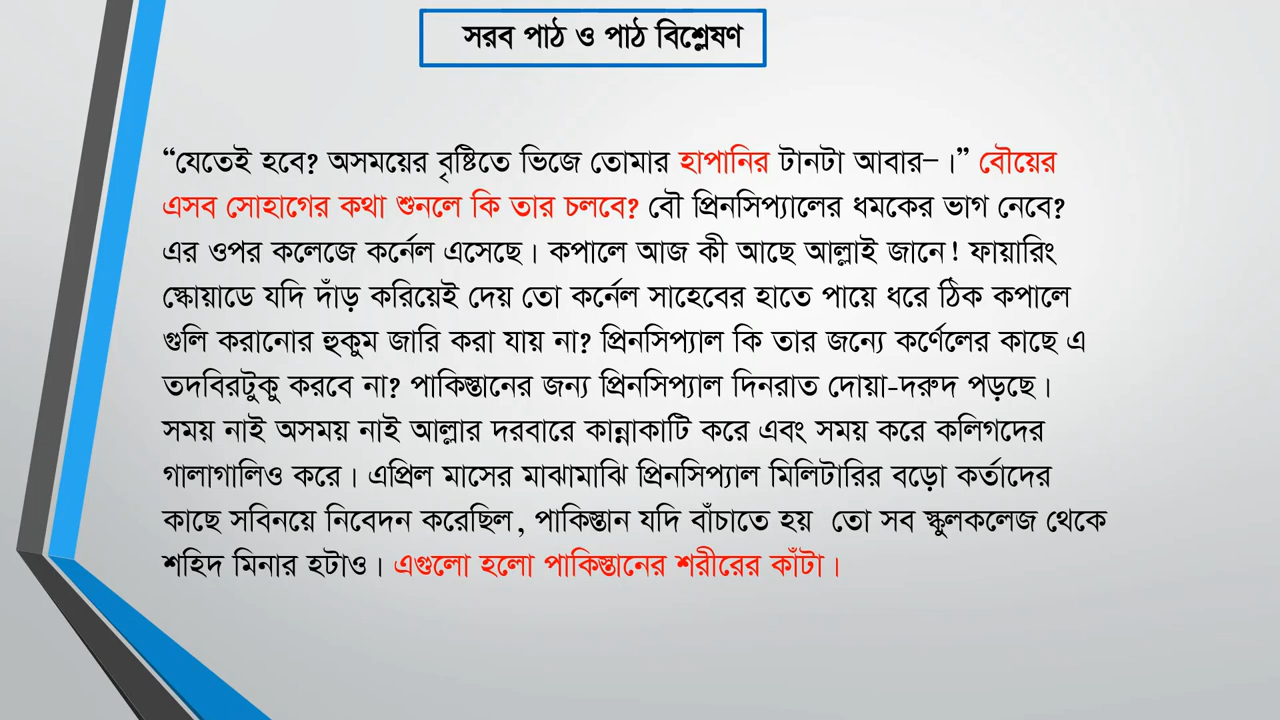 সরব পাঠ ও পাঠ বিশ্লেষণ
“যেতেই হবে? অসময়ের বৃষ্টিতে ভিজে তোমার হাপানির টানটা আবার–।” বৌয়ের
এসব সোহাগের কথা শুনলে কি তার চলবে? বৌ প্রিনসিপ্যালের ধমকের ভাগ নেবে?
এর ওপর কলেজে কর্নেল এসেছে। কপালে আজ কী আছে আল্লাই জানে! ফায়ারিং
স্কোয়াডে যদি দাঁড় করিয়েই দেয় তো কর্নেল সাহেবের হাতে পায়ে ধরে ঠিক কপালে
গুলি করানোর হুকুম জারি করা যায় না? প্রিনসিপ্যাল কি তার জন্যে কর্ণেলের কাছে এ
তদবিরটুকু করবে না? পাকিস্তানের জন্য প্রিনসিপ্যাল দিনরাত দোয়া-দরুদ পড়ছে।
সময় নাই অসময় নাই আল্লার দরবারে কান্নাকাটি করে এবং সময় করে কলিগদের
গালাগালিও করে। এপ্রিল মাসের মাঝামাঝি প্রিনসিপ্যাল মিলিটারির বড়ো কর্তাদের
কাছে সবিনয়ে নিবেদন করেছিল, পাকিস্তান যদি বাঁচাতে হয় তো সব স্কুলকলেজ থেকে
শহিদ মিনার হটাও। এগুলো হলো পাকিস্তানের শরীরের কাঁটা।